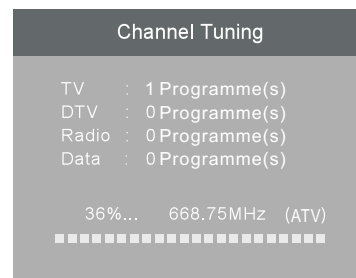 Channel Tuning
TV : 1 Programme(s)
DTV : 0 Programme(s)
Radio : 0 Programme(s)
Data : 0 Programme(s)
36%... 668.75MHz (ATV)